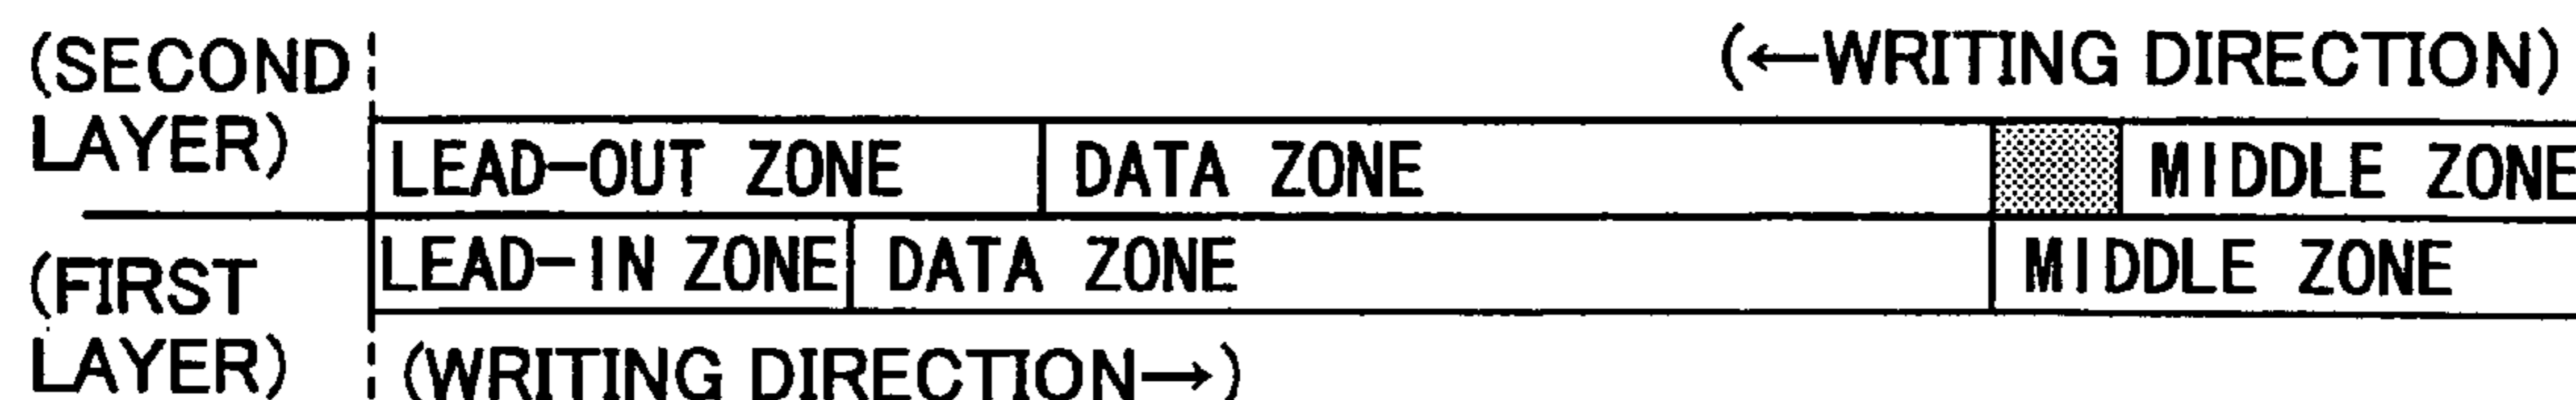 (SECOND
LAYER)
(←WRITING DIRECTION)
LEAD-OUT ZONE DATA ZONE MIDDLE ZONE
LEAD-IN ZONE DATA ZONE MIDDLE ZONE
(FIRST
LAYER)
(WRITING DIRECTION→)